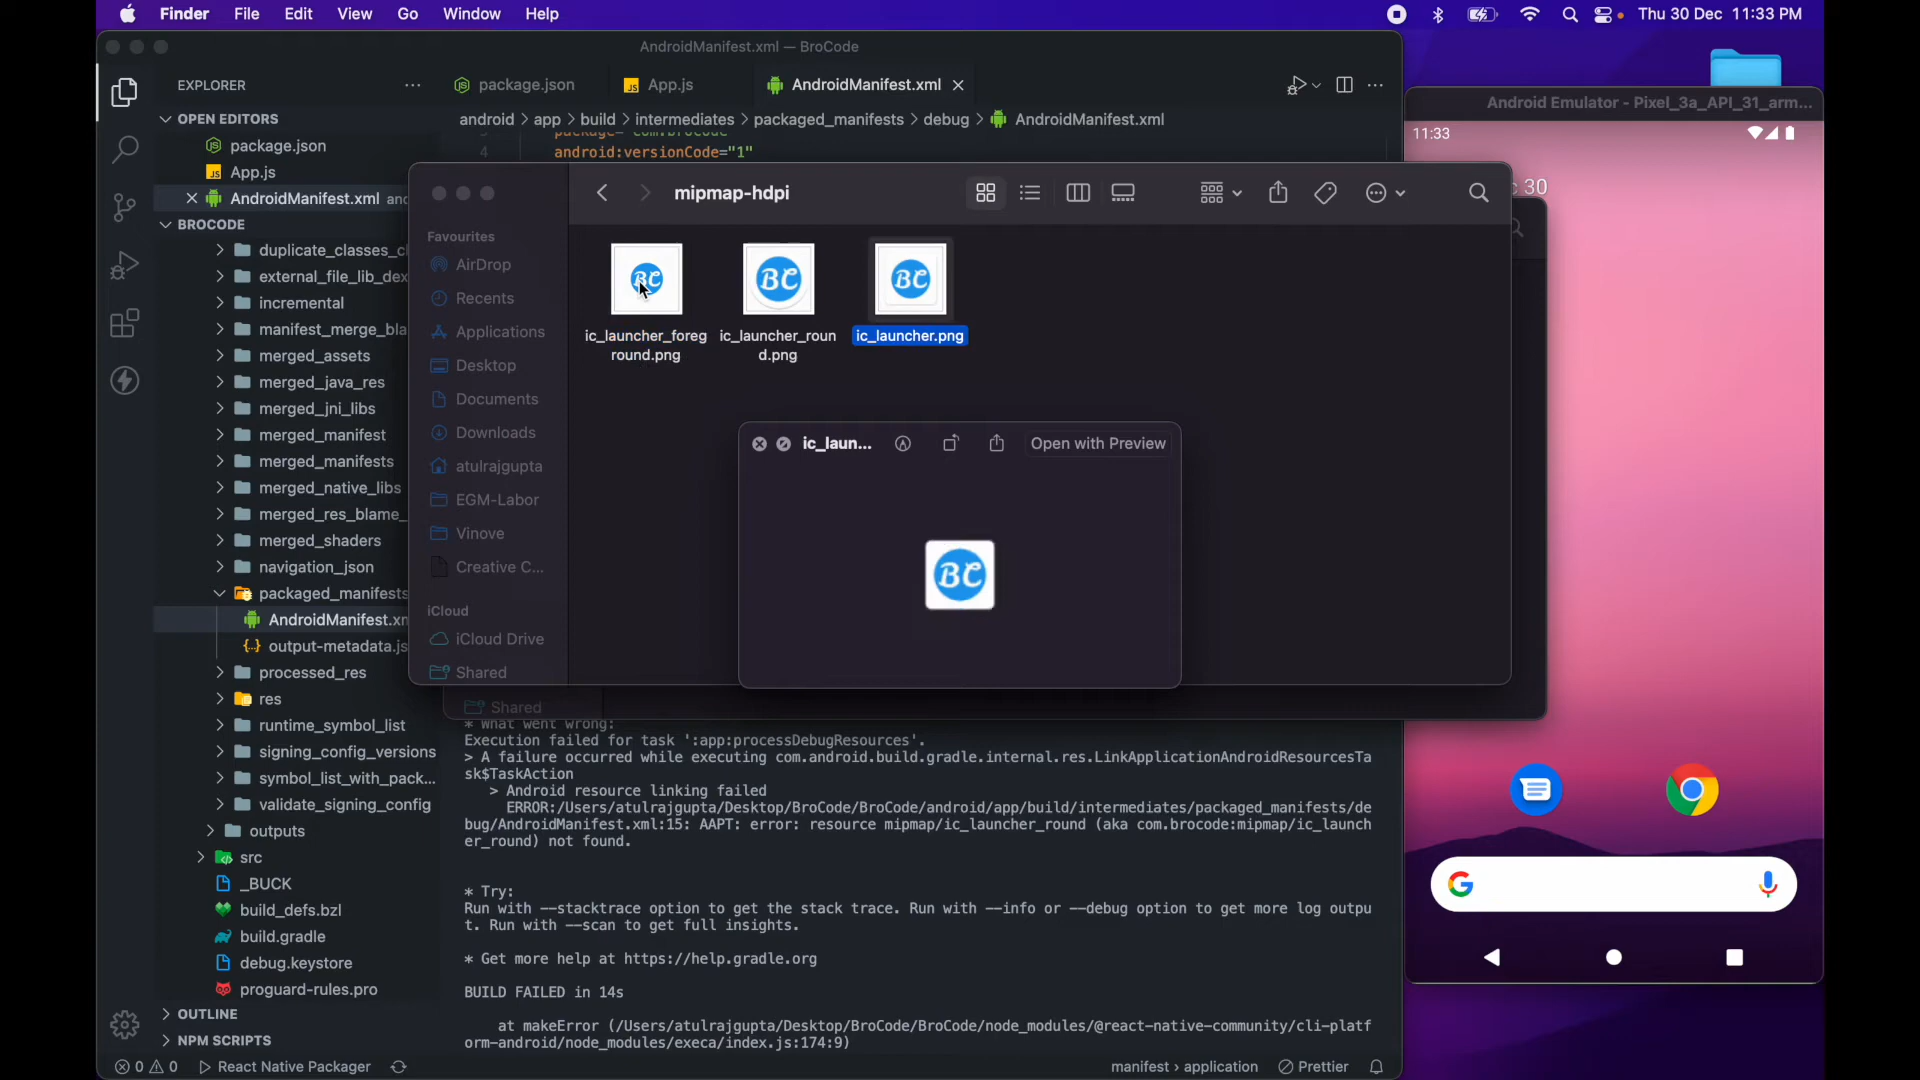 Finder File Edit View Go Window Help
Thu 30 Dec 11:33 PM
AndroidManifest.xml — BroCode
EXPLORER
package.json
App.js
AndroidManifest.xml
OPEN EDITORS
android > app > build > intermediates > packaged_manifests > debug > AndroidManifest.xml
package.json
App.js
AndroidManifest.xml
4 android:versionCode="1"
BROCODE
duplicate_classes_c
external_file_lib_dex
incremental
manifest_merge_bla
merged_assets
merged_java_res
merged_jni_libs
merged_manifest
merged_manifests
merged_native_libs
merged_res_blame_
merged_shaders
navigation_json
packaged_manifests
AndroidManifest.xm
output-metadata.js
processed_res
res
runtime_symbol_list
signing_config_versions
symbol_list_with_pack...
validate_signing_config
outputs
src
_BUCK
build_defs.bzl
build.gradle
debug.keystore
proguard-rules.pro
OUTLINE
NPM SCRIPTS
mipmap-hdpi
Favourites
AirDrop
Recents
Applications
Desktop
Documents
Downloads
atulrajgupta
EGM-Labor
Vinove
Creative C...
iCloud
iCloud Drive
Shared
Shared
BC
BC
BC
ic_launcher_foreg
round.png
ic_launcher_roun
d.png
ic_launcher.png
ic_laun...
Open with Preview
BC
* What went wrong:
Execution failed for task ':app:processDebugResources'.
> A failure occurred while executing com.android.build.gradle.internal.res.LinkApplicationAndroidResourcesTa
sk$TaskAction
> Android resource linking failed
ERROR:/Users/atulrajgupta/Desktop/BroCode/BroCode/android/app/build/intermediates/packaged_manifests/de
bug/AndroidManifest.xml:15: AAPT: error: resource mipmap/ic_launcher_round (aka com.brocode:mipmap/ic_launch
er_round) not found.
* Try:
Run with --stacktrace option to get the stack trace. Run with --info or --debug option to get more log outpu
t. Run with --scan to get full insights.
* Get more help at https://help.gradle.org
BUILD FAILED in 14s
at makeError (/Users/atulrajgupta/Desktop/BroCode/BroCode/node_modules/@react-native-community/cli-platf
orm-android/node_modules/execa/index.js:174:9)
0 0 React Native Packager
manifest > application Prettier
Android Emulator - Pixel_3a_API_31_arm...
11:33
30
G